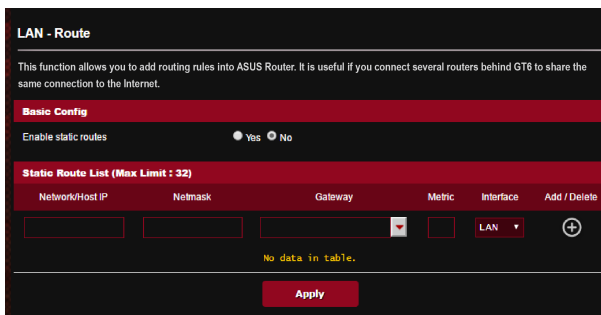 LAN - Route
This function allows you to add routing rules into ASUS Router. It is useful if you connect several routers behind GT6 to share the
same connection to the Internet.
Basic Config
Enable static routes Yes No
Static Route List (Max Limit : 32)
Network/Host IP Netmask Gateway Metric Interface Add / Delete
LAN
No data in table.
Apply